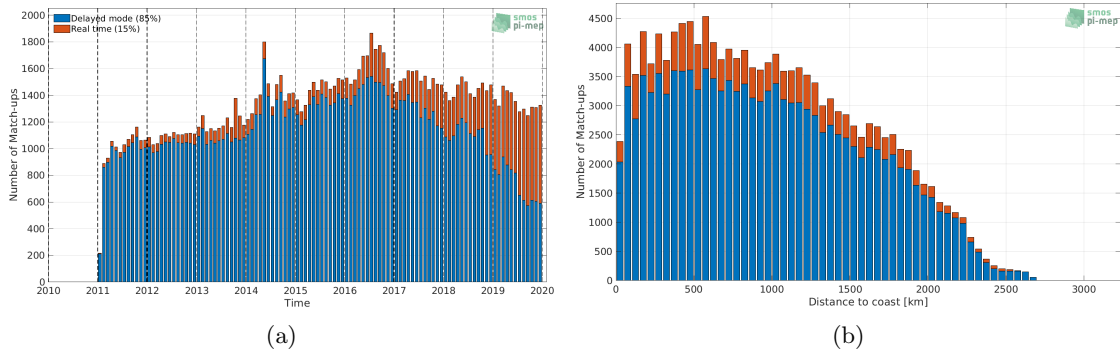 2000
1800
1600
1400
1200
1000
800
600
400
200
0
Number of Match-ups
Delayed mode (85%)
Real time (15%)
smos
pi-mep
2010 2011 2012 2013 2014 2015 2016 2017 2018 2019 2020
Time
(a)
4500
4000
3500
3000
2500
2000
1500
1000
500
0
Number of Match-ups
smos
pi-mep
0 500 1000 1500 2000 2500 3000
Distance to coast [km]
(b)